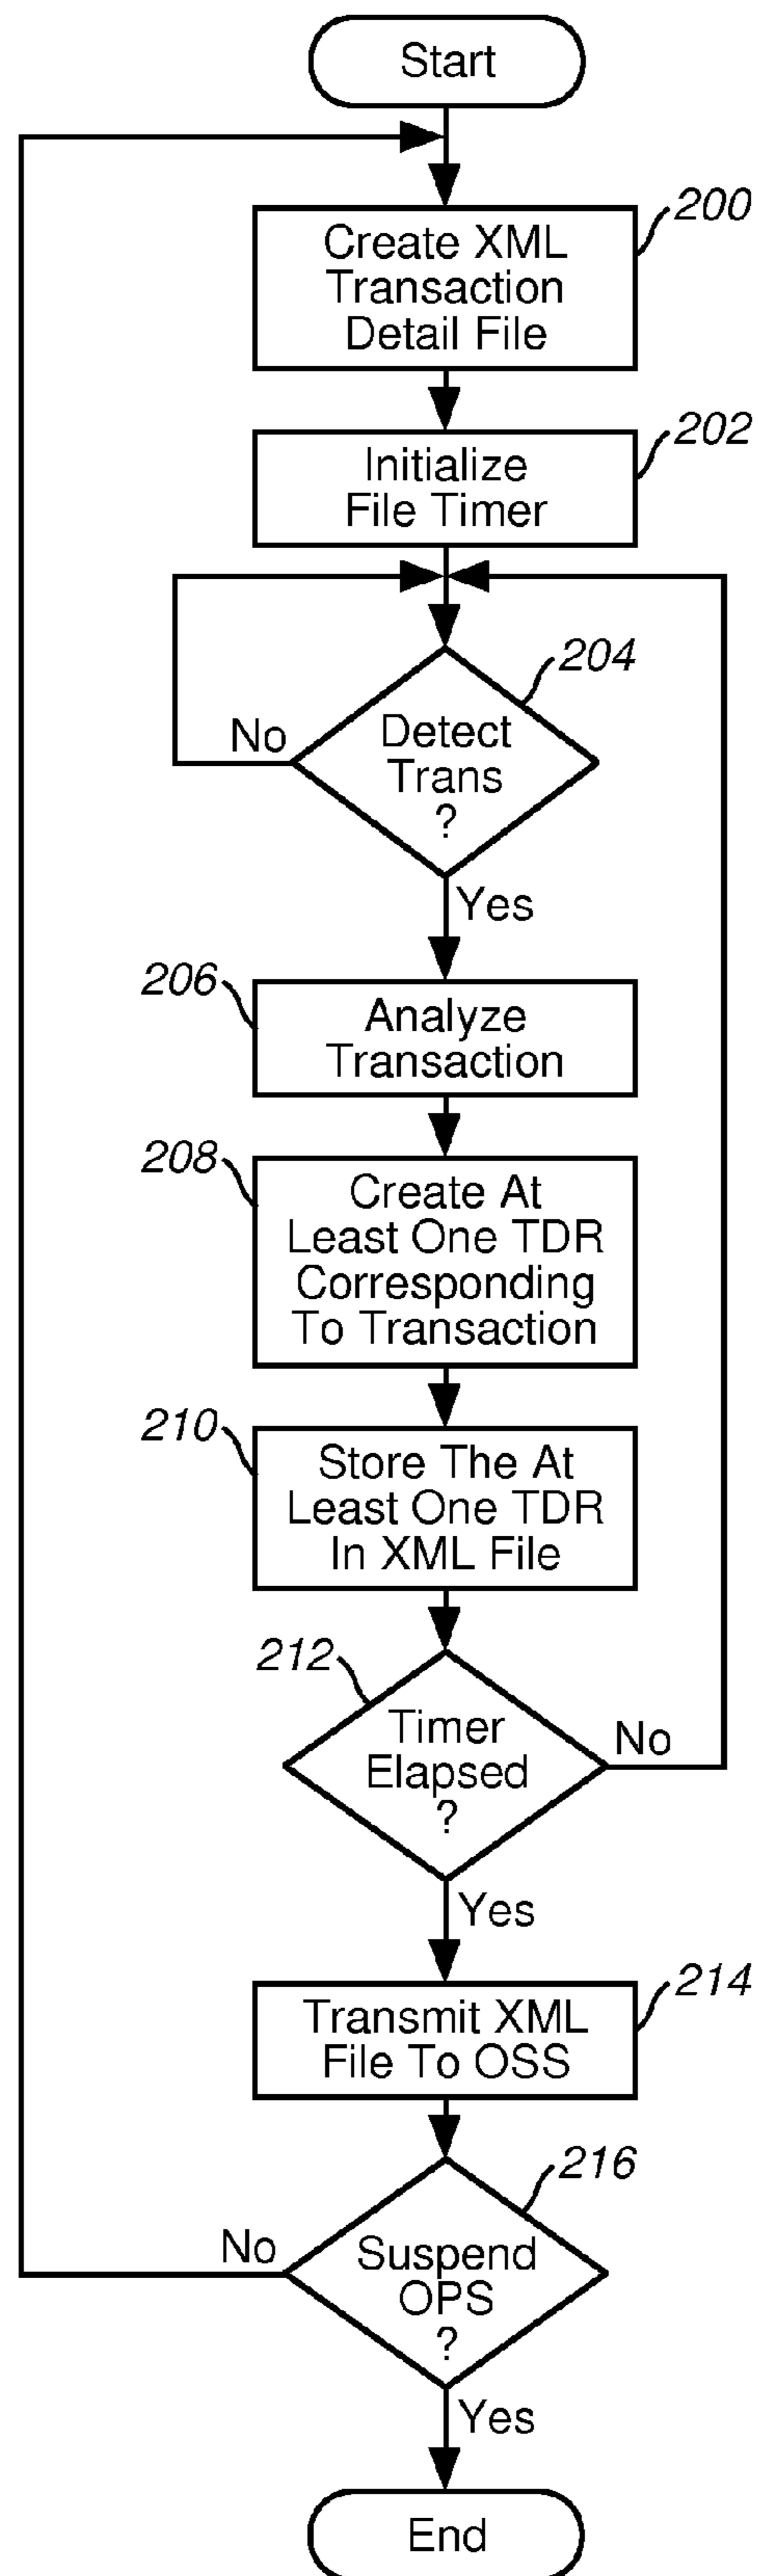 Start
200
Create XML
Transaction
Detail File
202
Initialize
File Timer
204
Detect
Trans
?
No
Yes
206
Analyze
Transaction
208
Create At
Least One TDR
Corresponding
To Transaction
210
Store The At
Least One TDR
In XML File
212
Timer
Elapsed
?
No
Yes
214
Transmit XML
File To OSS
216
Suspend
OPS
?
No
Yes
End